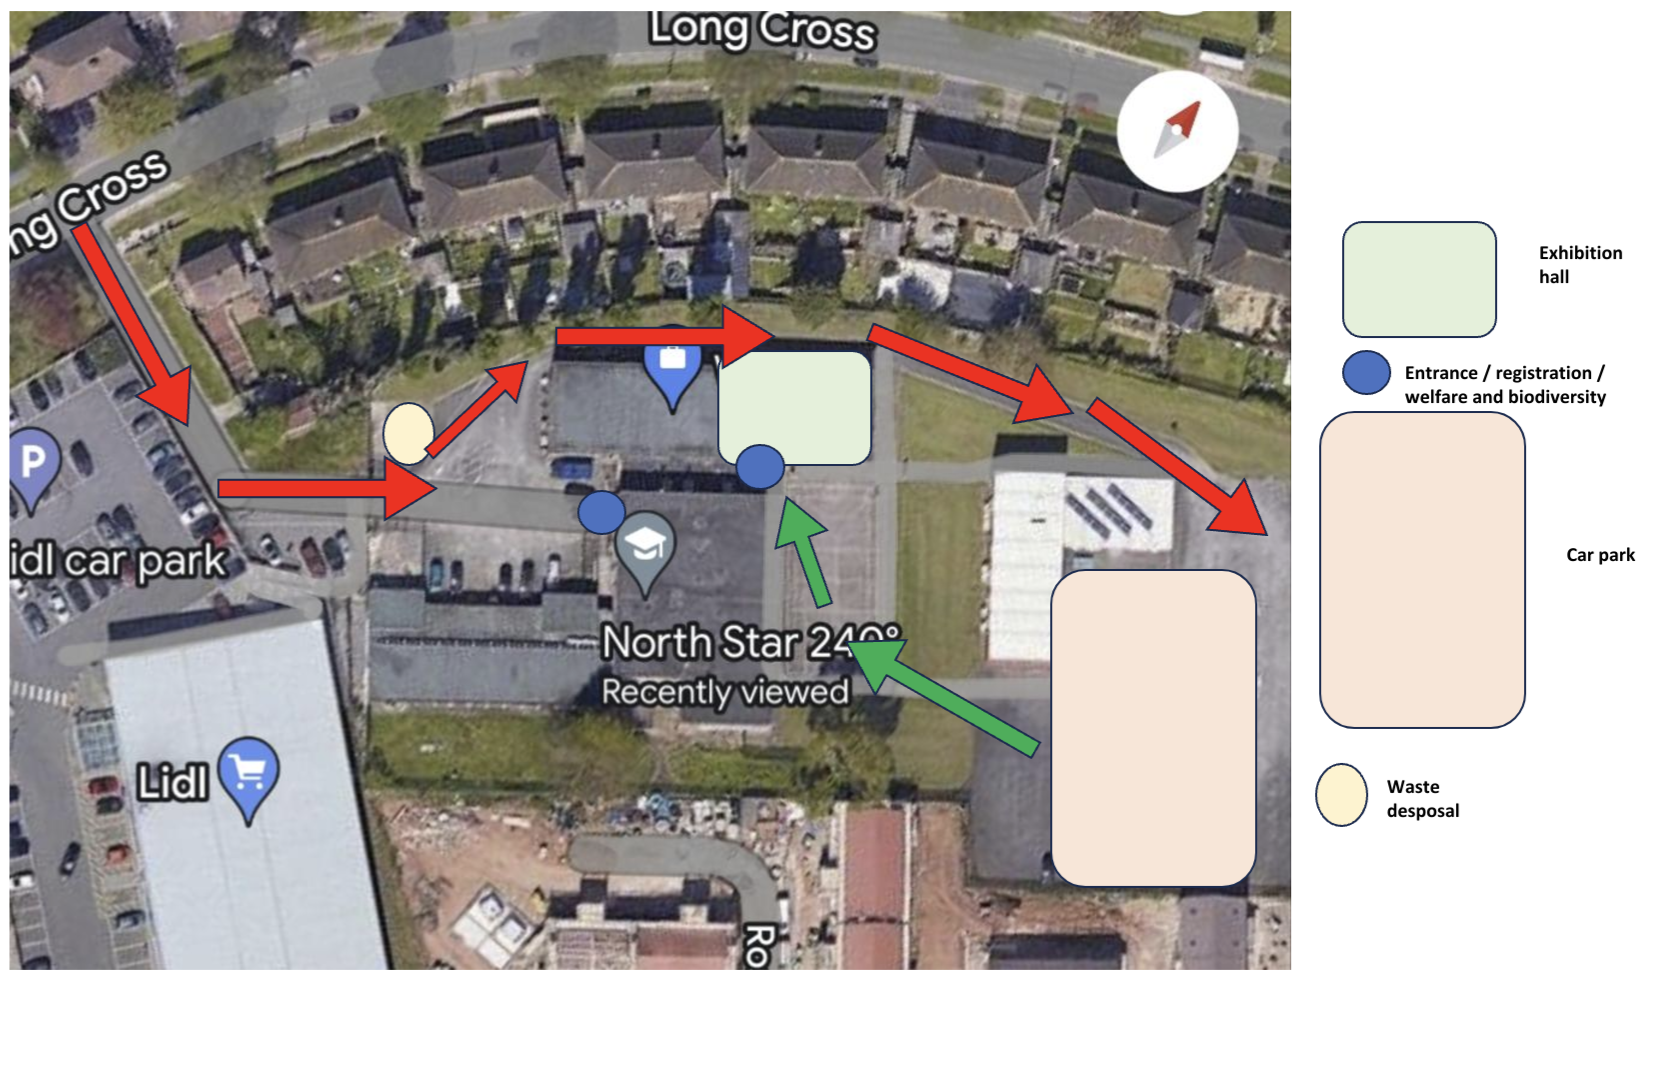 Long Cross
ng Cross
P
idl car park
North Star 240°
Recently viewed
Lidl
Ro
Exhibition
hall
Entrance / registration /
welfare and biodiversity
Car park
Waste
desposal